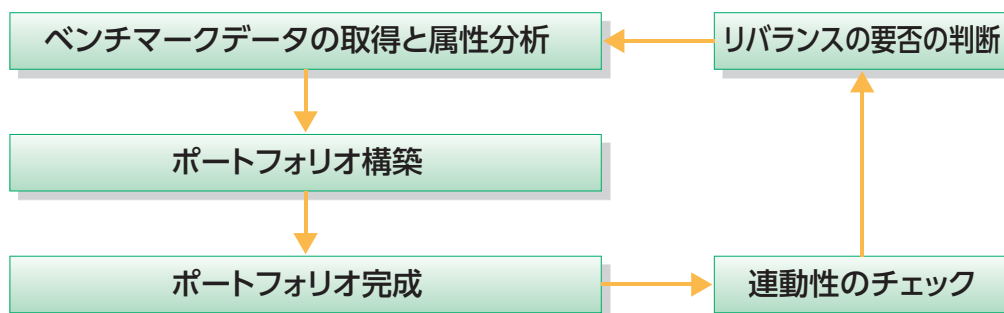 ベンチマークデータの取得と属性分析
リバランスの要否の判断
ポートフォリオ構築
ポートフォリオ完成
連動性のチェック